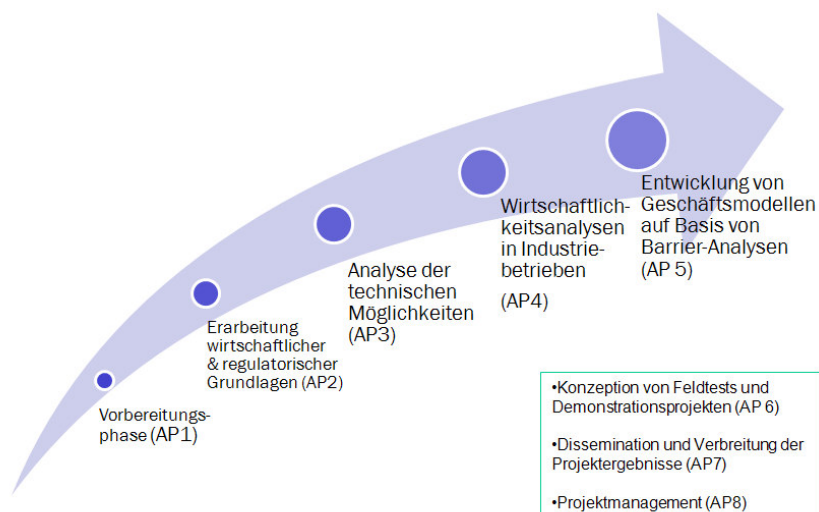 Vorbereitungs-
phase (AP1)
Erarbeitung
wirtschaftlicher
& regulatorischer
Grundlagen (AP2)
Analyse der
technischen
Möglichkeiten
(AP3)
Wirtschaftlich-
keitsanalysen
in Industrie-
betrieben
(AP4)
Entwicklung von
Geschäftsmodellen
auf Basis von
Barrier-Analysen
(AP 5)
•Konzeption von Feldtests und
Demonstrationsprojekten (AP 6)
•Dissemination und Verbreitung der
Projektergebnisse (AP7)
•Projektmanagement (AP8)